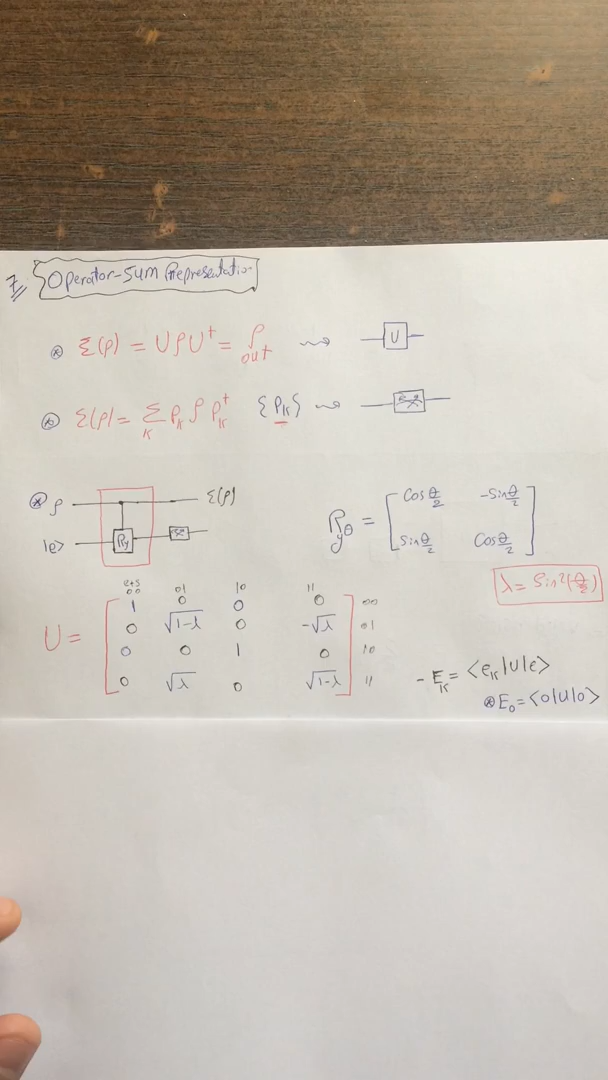 7 Operator-Sum Representation
⊛ Ɛ(ρ) = UρU† = ρout ⇝ U
⊛ Ɛ(ρ) = Σk Pk ρ Pk† {Pk} ⇝
⊛ ρ Ɛ(ρ)
|e> Ry
Ryθ = [cos θ/2 -sin θ/2
sin θ/2 cos θ/2]
λ = sin²(θ/2)
e+s
00 01 10 11
U = [1 0 0 0] 00
0 √1-λ 0 -√λ 01
0 0 1 0 10
0 √λ 0 √1-λ 11
- Ek = <ek|U|e>
⊛ E0 = <0|U|0>